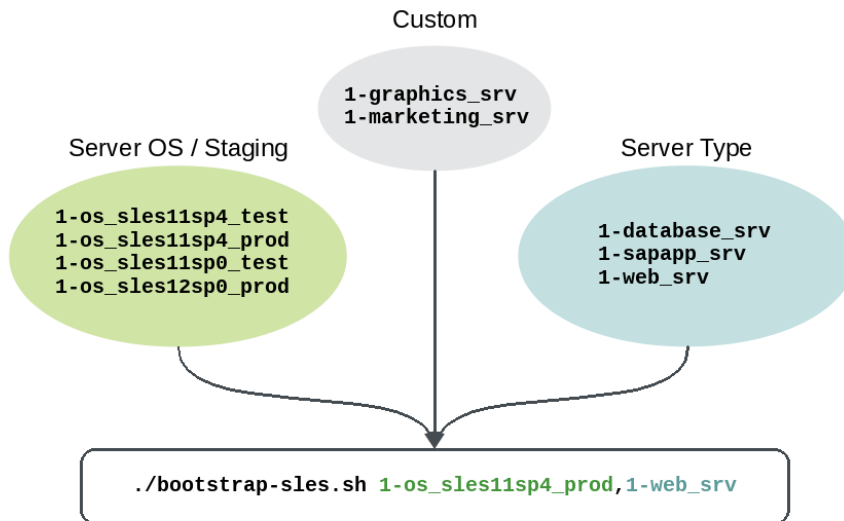 Custom
1-graphics_srv
1-marketing_srv
Server OS / Staging
1-os_sles11sp4_test
1-os_sles11sp4_prod
1-os_sles11sp0_test
1-os_sles12sp0_prod
Server Type
1-database_srv
1-sapapp_srv
1-web_srv
./bootstrap-sles.sh 1-os_sles11sp4_prod,1-web_srv